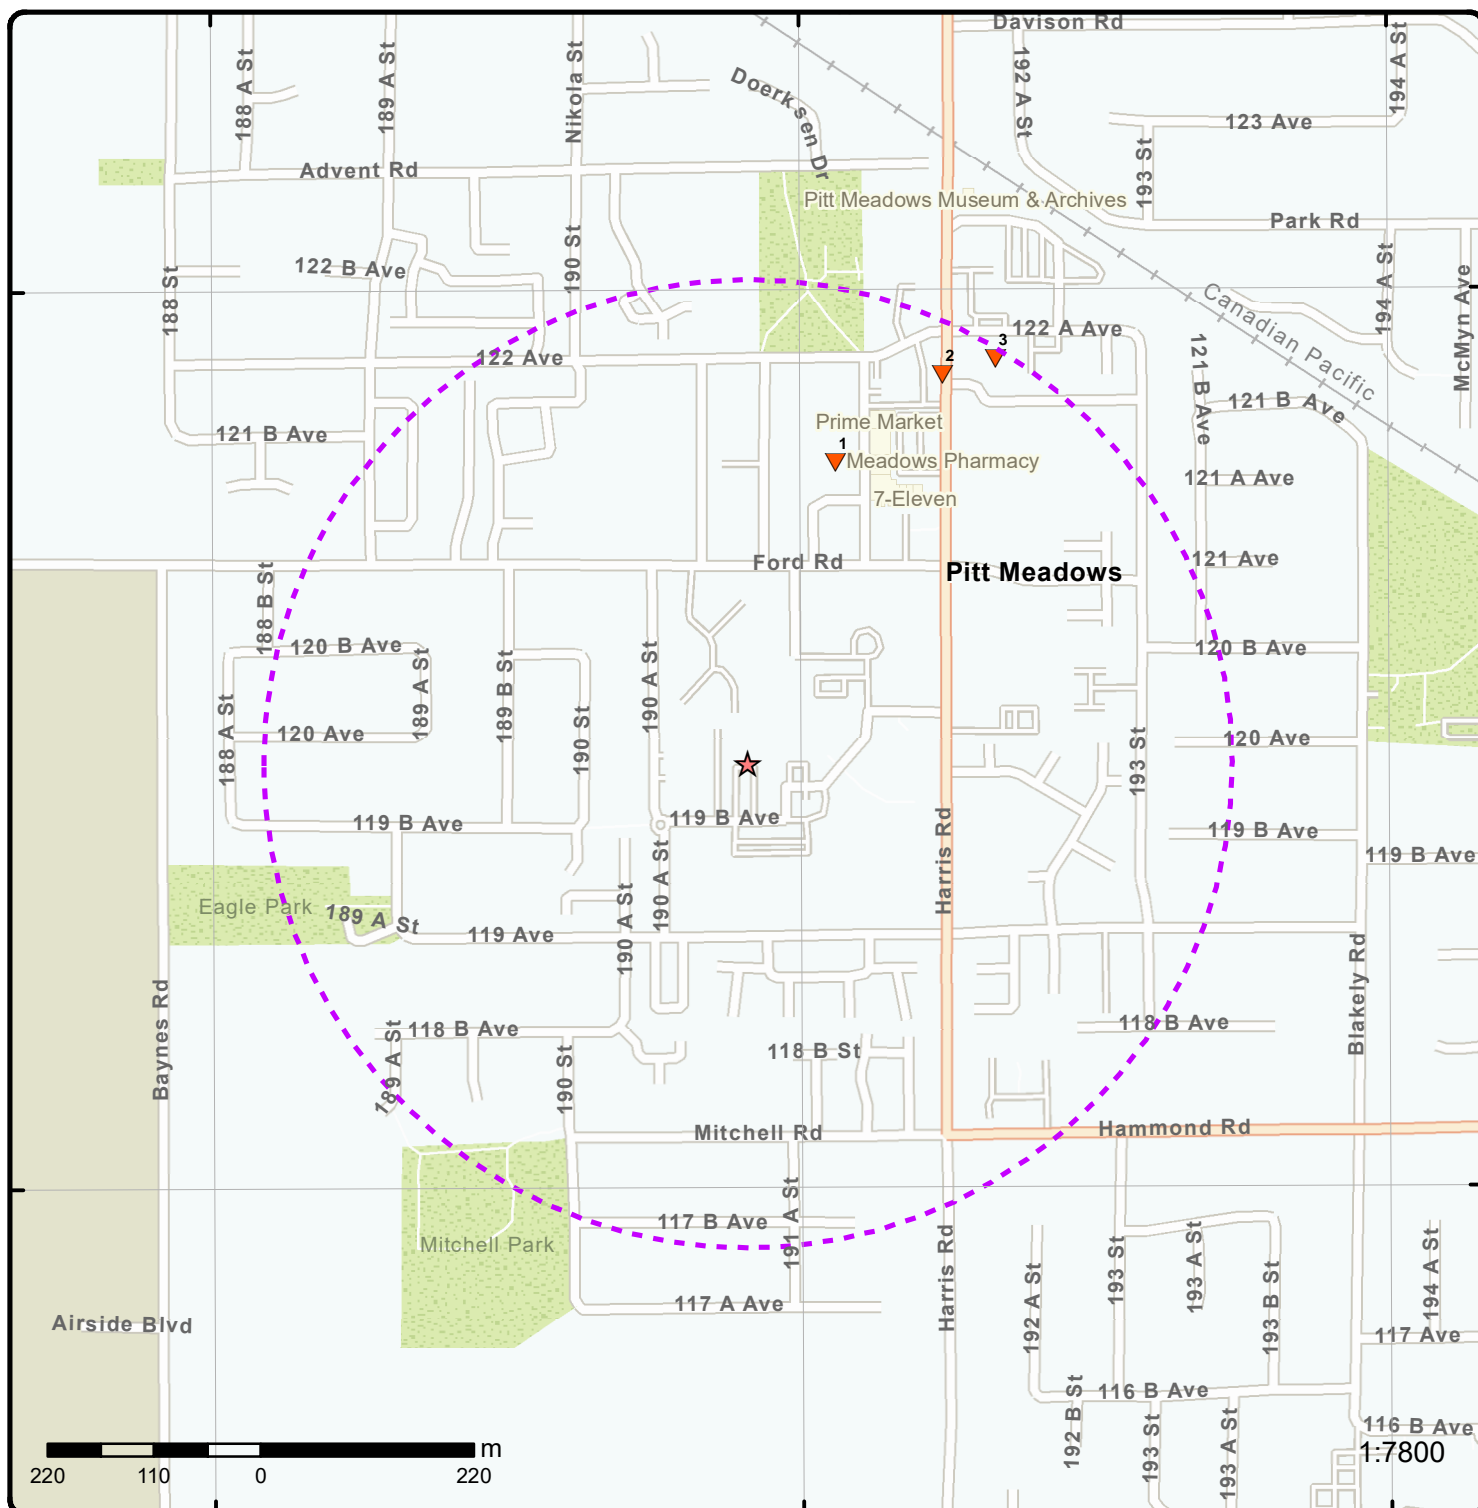 Davison Rd
188 A St
189 A St
Nikola St
Doerksen Dr
192 A St
194 A St
123 Ave
193 St
Advent Rd
Pitt Meadows Museum & Archives
Park Rd
190 St
122 B Ave
188 St
194 A St
McMyn Ave
Canadian Pacific
122 A Ave
3
2
122 Ave
121 B Ave
121 B Ave
121 B Ave
Prime Market
1
Meadows Pharmacy
121 A Ave
7-Eleven
Ford Rd
Pitt Meadows
121 Ave
188 B St
120 B Ave
120 B Ave
189 A St
189 B St
190 A St
188 A St
120 Ave
190 St
193 St
120 Ave
119 B Ave
119 B Ave
119 B Ave
119 B Ave
Harris Rd
190 A St
Eagle Park
189 A St
119 Ave
190 A St
Blakely Rd
Baynes Rd
118 B Ave
118 B St
118 B Ave
189 A St
190 St
Mitchell Rd
Hammond Rd
191 A St
117 B Ave
Mitchell Park
Harris Rd
192 A St
193 St
193 A St
193 B St
194 A St
117 A Ave
Airside Blvd
117 Ave
116 B Ave
192 B St
193 St
193 A St
116 B Ave
m
1:7800
220
110
0
220